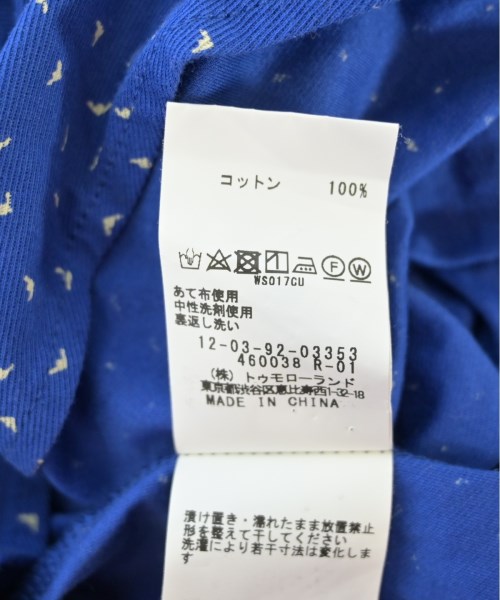 コットン 100%
WS017GU
あて布使用
中性洗剤使用
裏返し洗い
12-03-92-03353
460038 R-01
(株) トゥモローランド
東京都渋谷区恵比寿西1-32-18
MADE IN CHINA
漬け置き・濡れたまま放置禁止
形を整えて干してください
洗濯により若干寸法は変化しま
す